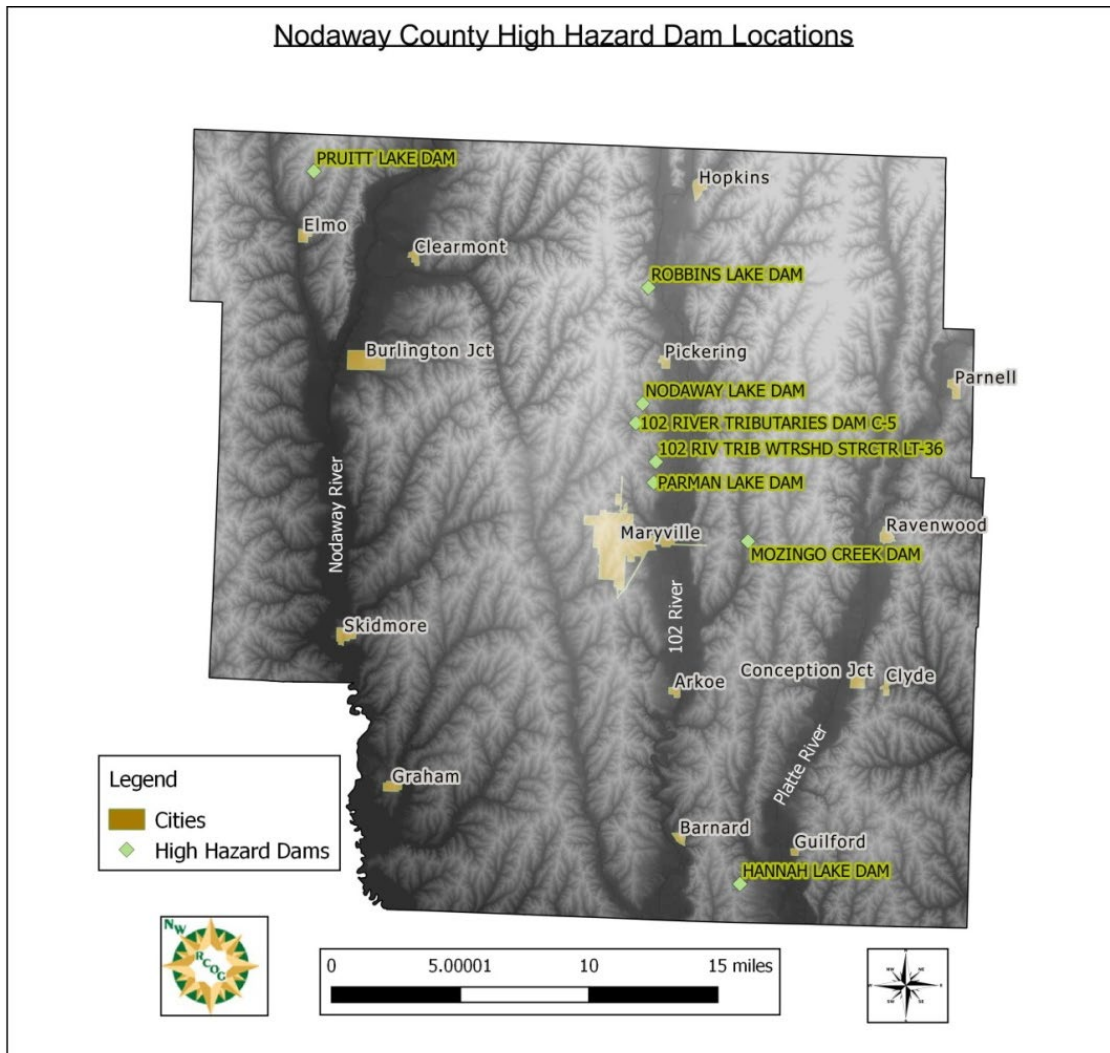 Nodaway County High Hazard Dam Locations
PRUITT LAKE DAM
Hopkins
Elmo
Clearmont
ROBBINS LAKE DAM
Burlington Jct
Pickering
Parnell
NODAWAY LAKE DAM
102 RIVER TRIBUTARIES DAM C-5
102 RIV TRIB WTRSHD STRCTR LT-36
PARMAN LAKE DAM
Nodaway River
Maryville
Ravenwood
MOZINGO CREEK DAM
102 River
Skidmore
Conception Jct
Clyde
Arkoe
Platte River
Graham
Barnard
Guilford
HANNAH LAKE DAM
Legend
Cities
High Hazard Dams
NW
RCOG
0 5.00001 10 15 miles